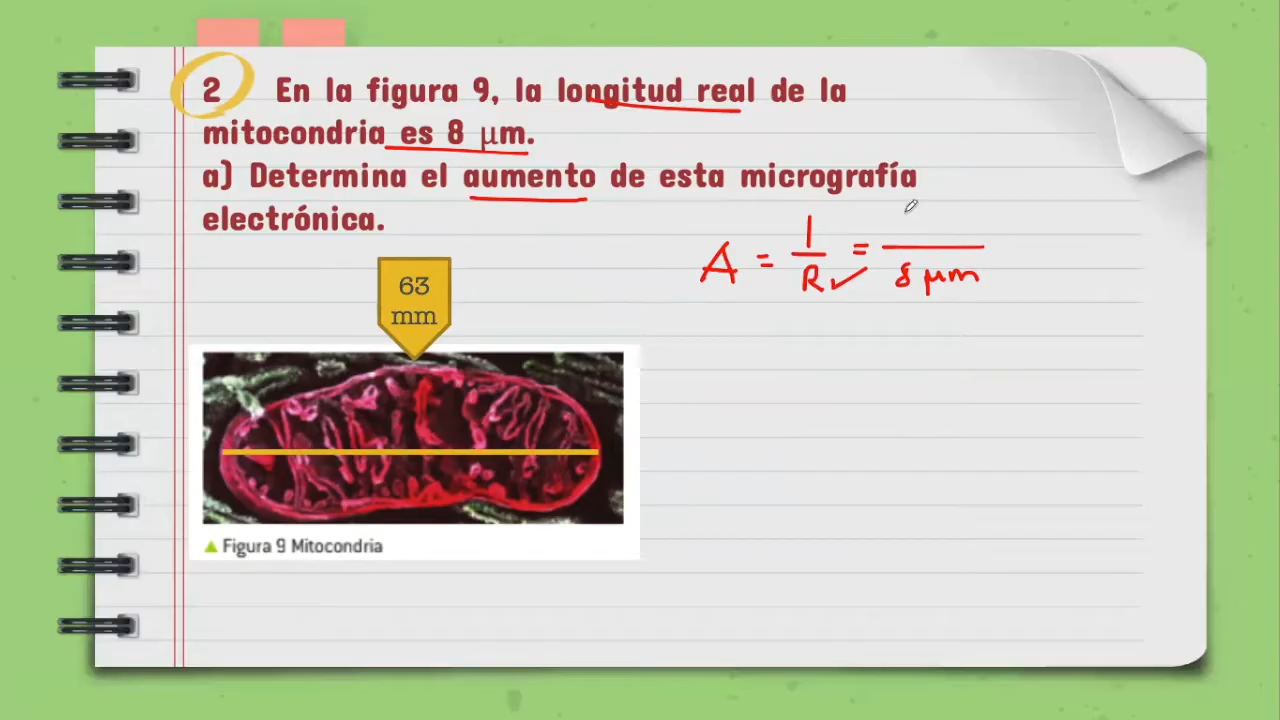 2 En la figura 9, la longitud real de la
mitocondria es 8 μm.
a) Determina el aumento de esta micrografía
electrónica.
A = I / R ✓ = / 8 μm
63
mm
▲ Figura 9 Mitocondria